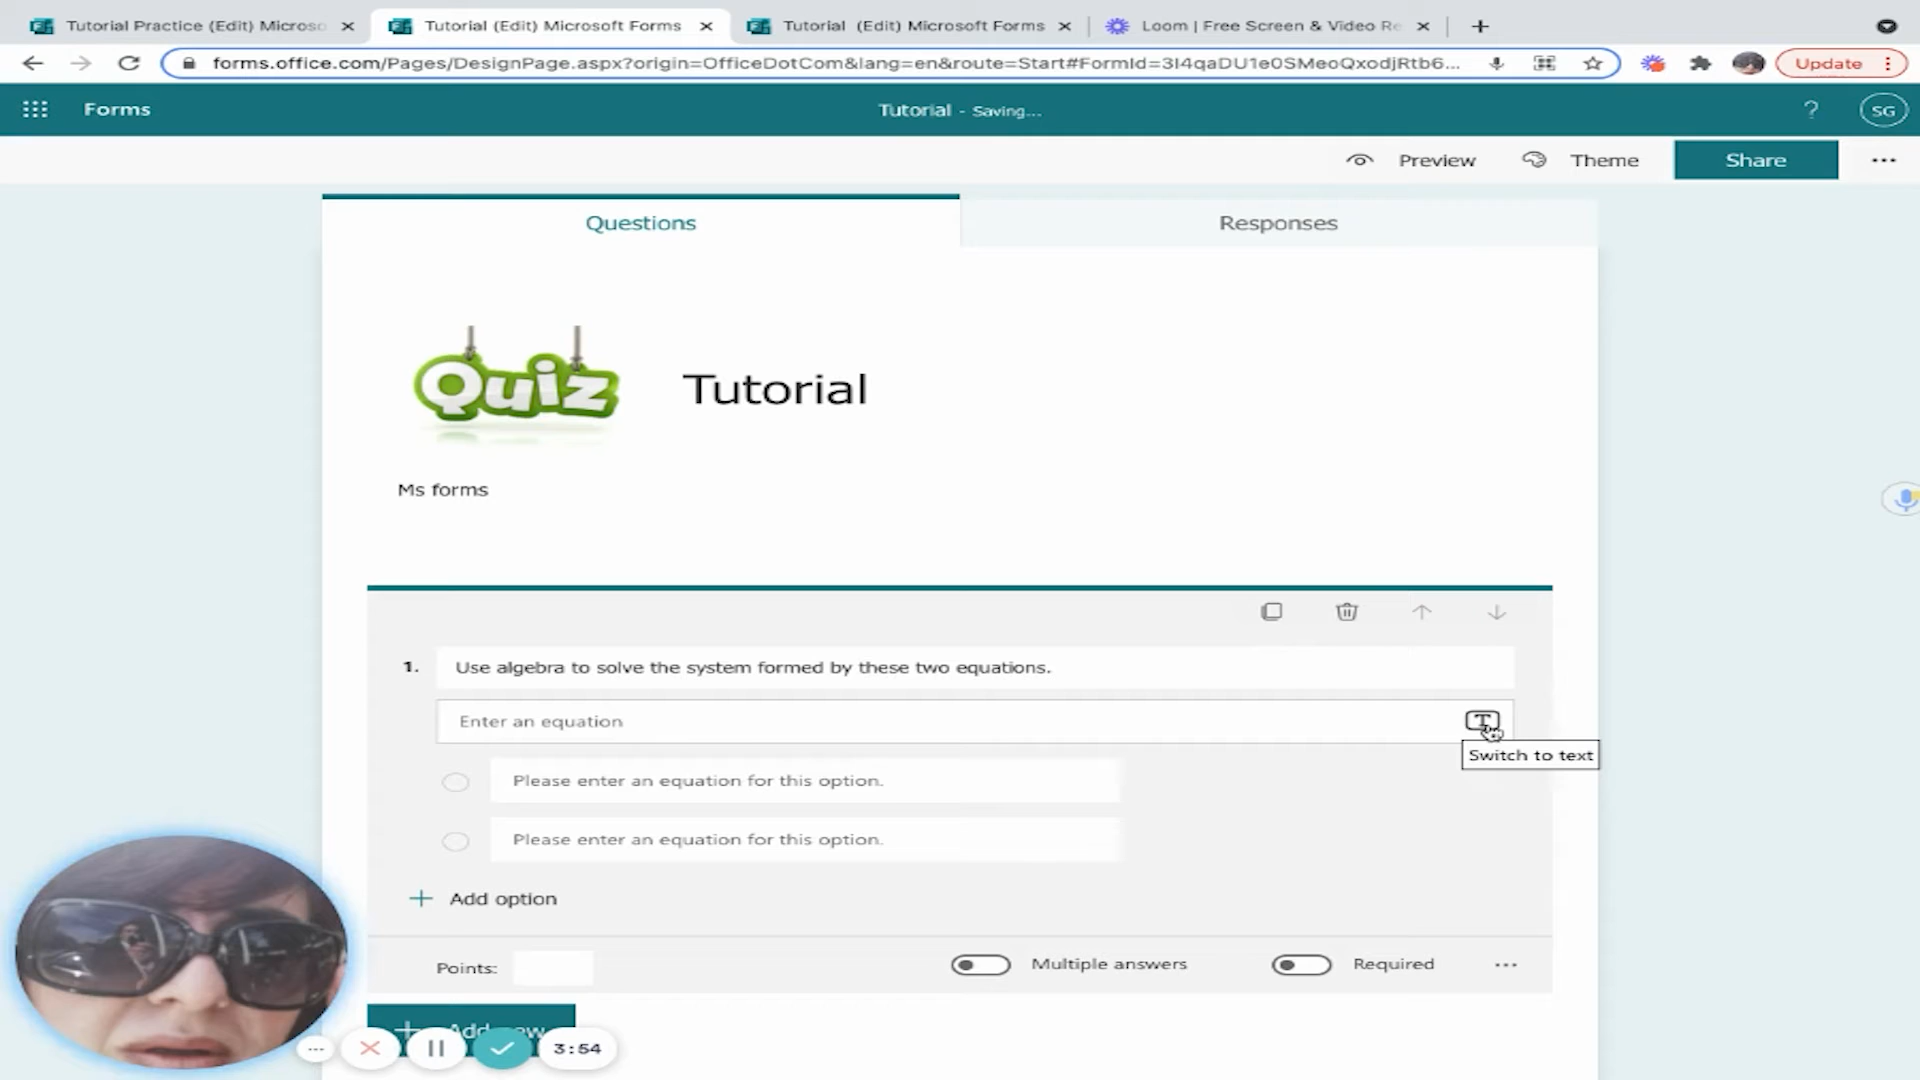 Tutorial Practice (Edit) Microso
Tutorial (Edit) Microsoft Forms
Tutorial (Edit) Microsoft Forms
Loom | Free Screen & Video Re
forms.office.com/Pages/DesignPage.aspx?origin=OfficeDotCom&lang=en&route=Start#FormId=3I4qaDU1e0SMeoQxodjRtb6...
Update
Forms
Tutorial - Saving...
?
SG
Preview
Theme
Share
Questions
Responses
Quiz
Tutorial
Ms forms
1. Use algebra to solve the system formed by these two equations.
Enter an equation
T
Switch to text
Please enter an equation for this option.
Please enter an equation for this option.
Add option
Points:
Multiple answers
Required
3:54